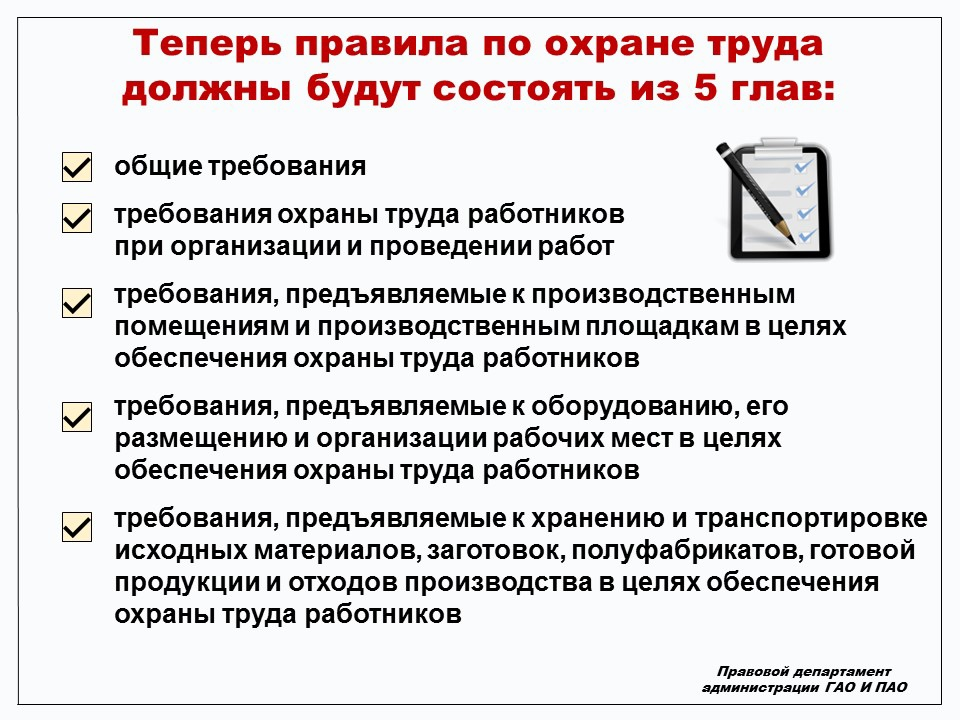 Теперь правила по охране труда
должны будут состоять из 5 глав:
общие требования
требования охраны труда работников
при организации и проведении работ
требования, предъявляемые к производственным
помещениям и производственным площадкам в целях
обеспечения охраны труда работников
требования, предъявляемые к оборудованию, его
размещению и организации рабочих мест в целях
обеспечения охраны труда работников
требования, предъявляемые к хранению и транспортировке
исходных материалов, заготовок, полуфабрикатов, готовой
продукции и отходов производства в целях обеспечения
охраны труда работников
Правовой департамент
администрации ГАО И ПАО